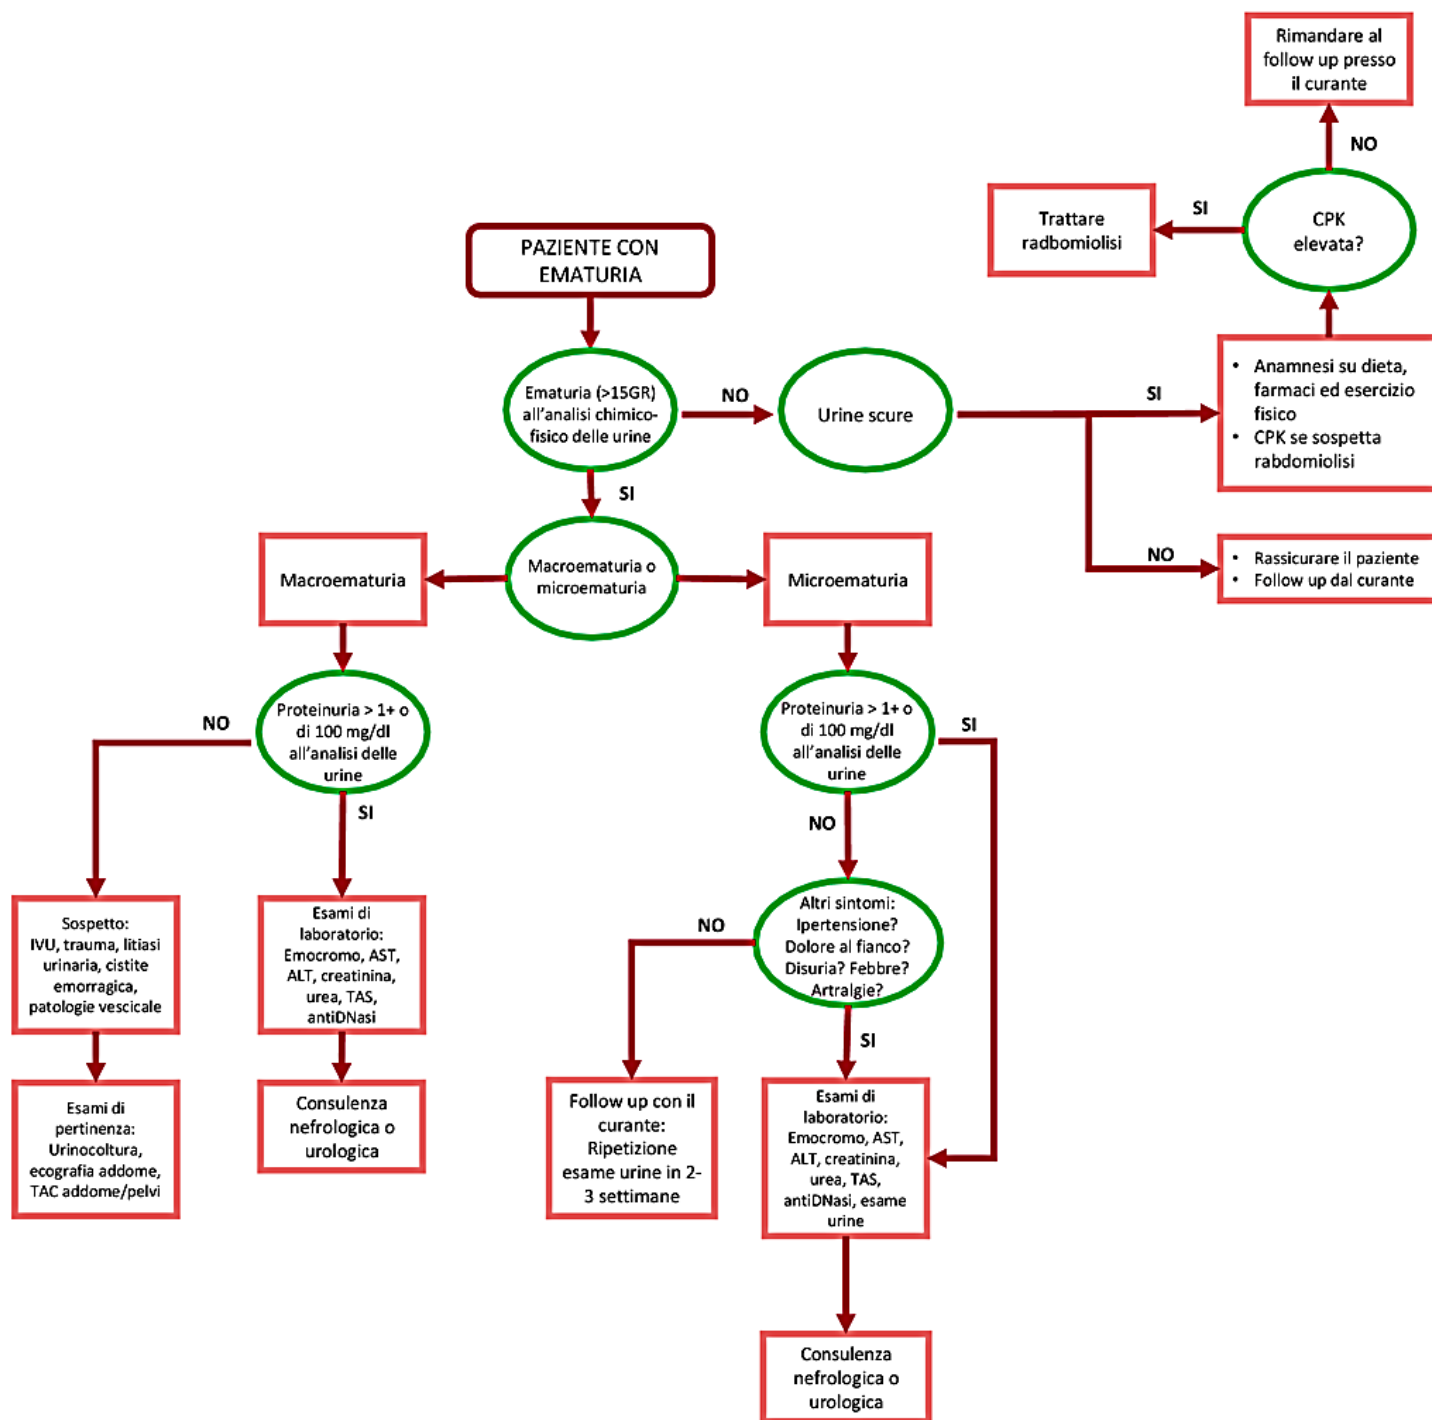 Rimandare al
follow up presso
il curante
NO
CPK
elevata?
SI
Trattare
radbomiolisi
PAZIENTE CON
EMATURIA
Ematuria (>15GR)
all'analisi chimico-
fisico delle urine
NO
Urine scure
SI
• Anamnesi su dieta,
farmaci ed esercizio
fisico
• CPK se sospetta
rabdomiolisi
NO
• Rassicurare il paziente
• Follow up dal curante
SI
Macroematuria o
microematuria
Macroematuria
Microematuria
Proteinuria > 1+ o
di 100 mg/dl
all'analisi delle
urine
NO
SI
Sospetto:
IVU, trauma, litiasi
urinaria, cistite
emorragica,
patologie vescicale
Esami di
laboratorio:
Emocromo, AST,
ALT, creatinina,
urea, TAS,
antiDNasi
Esami di
pertinenza:
Urinocoltura,
ecografia addome,
TAC addome/pelvi
Consulenza
nefrologica o
urologica
Proteinuria > 1+ o
di 100 mg/dl
all'analisi delle
urine
SI
NO
Altri sintomi:
Ipertensione?
Dolore al fianco?
Disuria? Febbre?
Artralgie?
NO
SI
Follow up con il
curante:
Ripetizione
esame urine in 2-
3 settimane
Esami di
laboratorio:
Emocromo, AST,
ALT, creatinina,
urea, TAS,
antiDNasi, esame
urine
Consulenza
nefrologica o
urologica